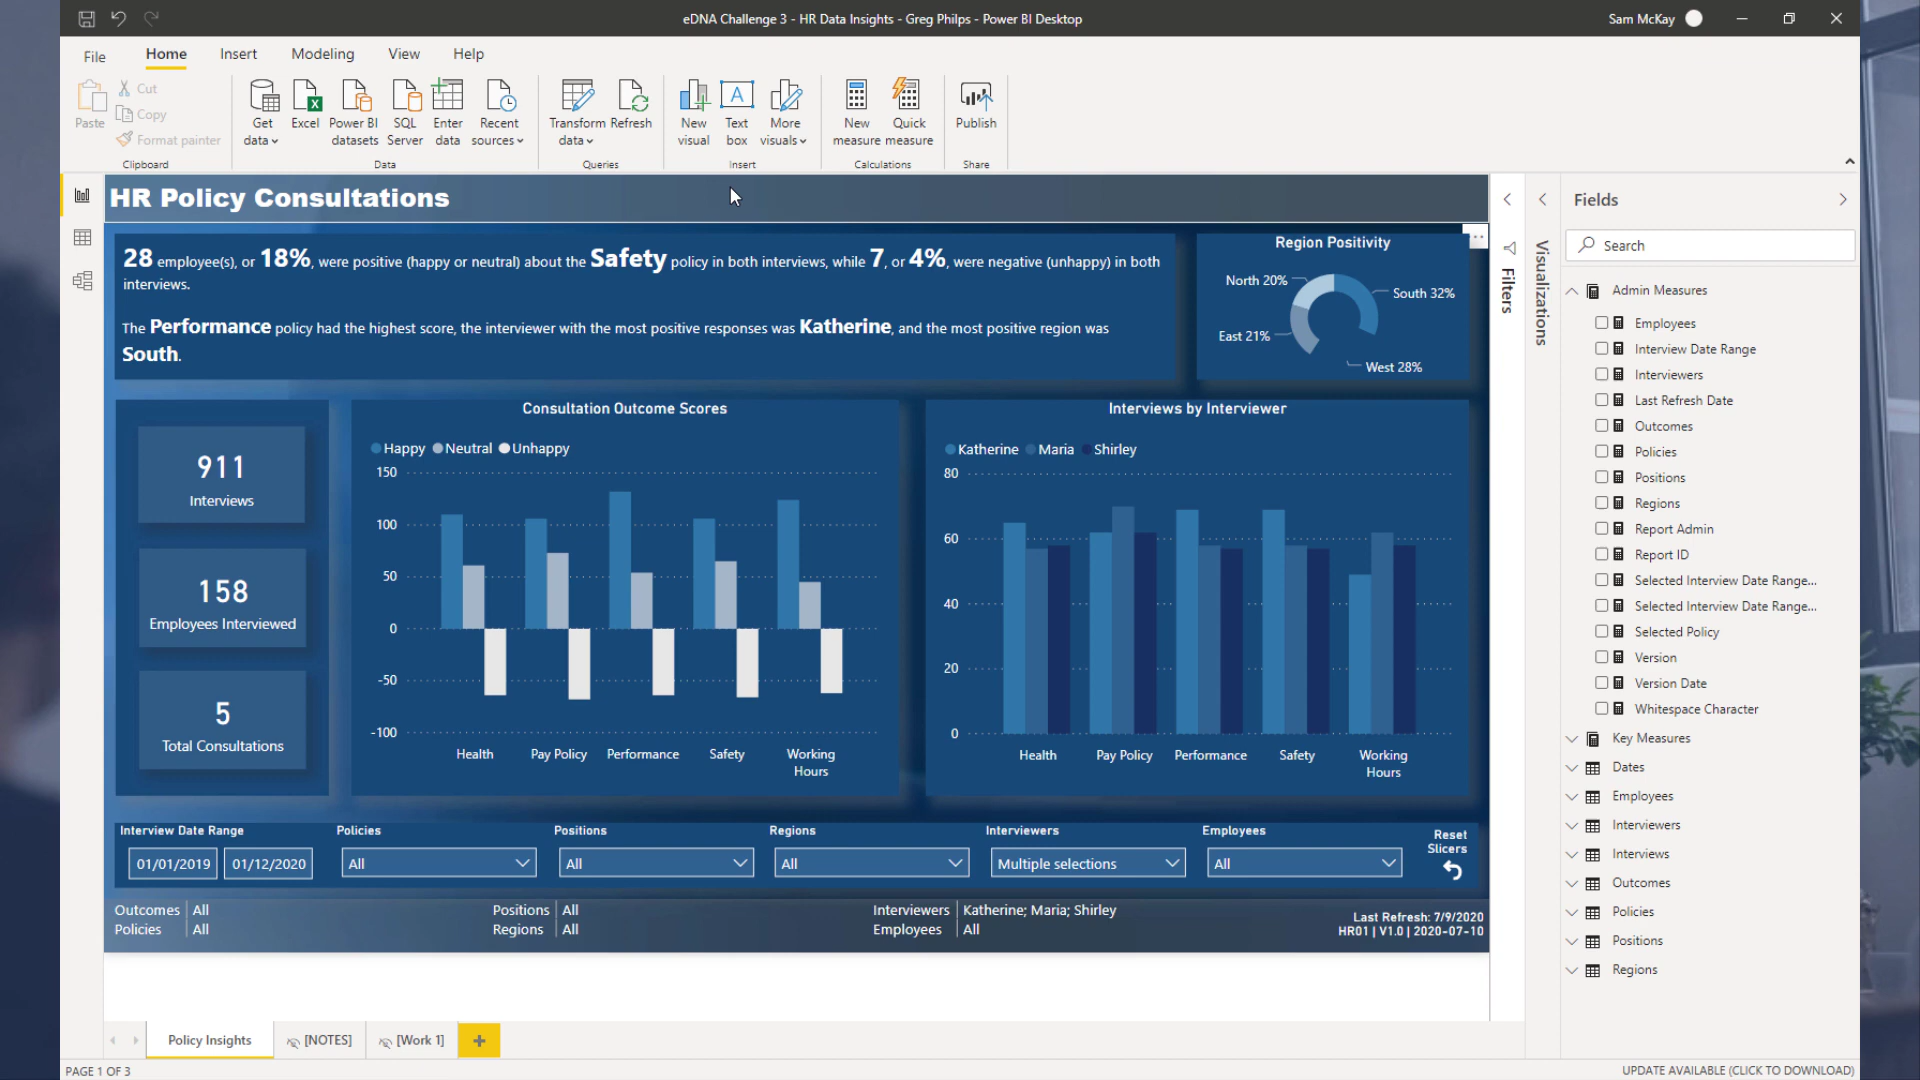 eDNA Challenge 3 - HR Data Insights - Greg Philps - Power BI Desktop
Sam McKay
File
Home
Insert
Modeling
View
Help
Paste
Cut
Copy
Format painter
Get data
Excel
Power BI datasets
SQL Server
Enter data
Recent sources
Transform data
Refresh
New visual
Text box
More visuals
New measure
Quick measure
Publish
Clipboard
Data
Queries
Insert
Calculations
Share
HR Policy Consultations
28 employee(s), or 18%, were positive (happy or neutral) about the Safety policy in both interviews, while 7, or 4%, were negative (unhappy) in both
interviews.
The Performance policy had the highest score, the interviewer with the most positive responses was Katherine, and the most positive region was
South.
Region Positivity
North 20%
South 32%
East 21%
West 28%
911
Interviews
158
Employees Interviewed
5
Total Consultations
Consultation Outcome Scores
Happy Neutral Unhappy
150
100
50
0
-50
-100
Health Pay Policy Performance Safety Working
Hours
Interviews by Interviewer
Katherine Maria Shirley
80
60
40
20
0
Health Pay Policy Performance Safety Working
Hours
Interview Date Range
01/01/2019 01/12/2020
Policies
All
Positions
All
Regions
All
Interviewers
Multiple selections
Employees
All
Reset
Slicers
Outcomes All
Policies All
Positions All
Regions All
Interviewers Katherine; Maria; Shirley
Employees All
Last Refresh: 7/9/2020
HR01 | V1.0 | 2020-07-10
Filters
Visualizations
Fields
Search
Admin Measures
Employees
Interview Date Range
Interviewers
Last Refresh Date
Outcomes
Policies
Positions
Regions
Report Admin
Report ID
Selected Interview Date Range...
Selected Interview Date Range...
Selected Policy
Version
Version Date
Whitespace Character
Key Measures
Dates
Employees
Interviewers
Interviews
Outcomes
Policies
Positions
Regions
Policy Insights
[NOTES]
[Work 1]
PAGE 1 OF 3
UPDATE AVAILABLE (CLICK TO DOWNLOAD)